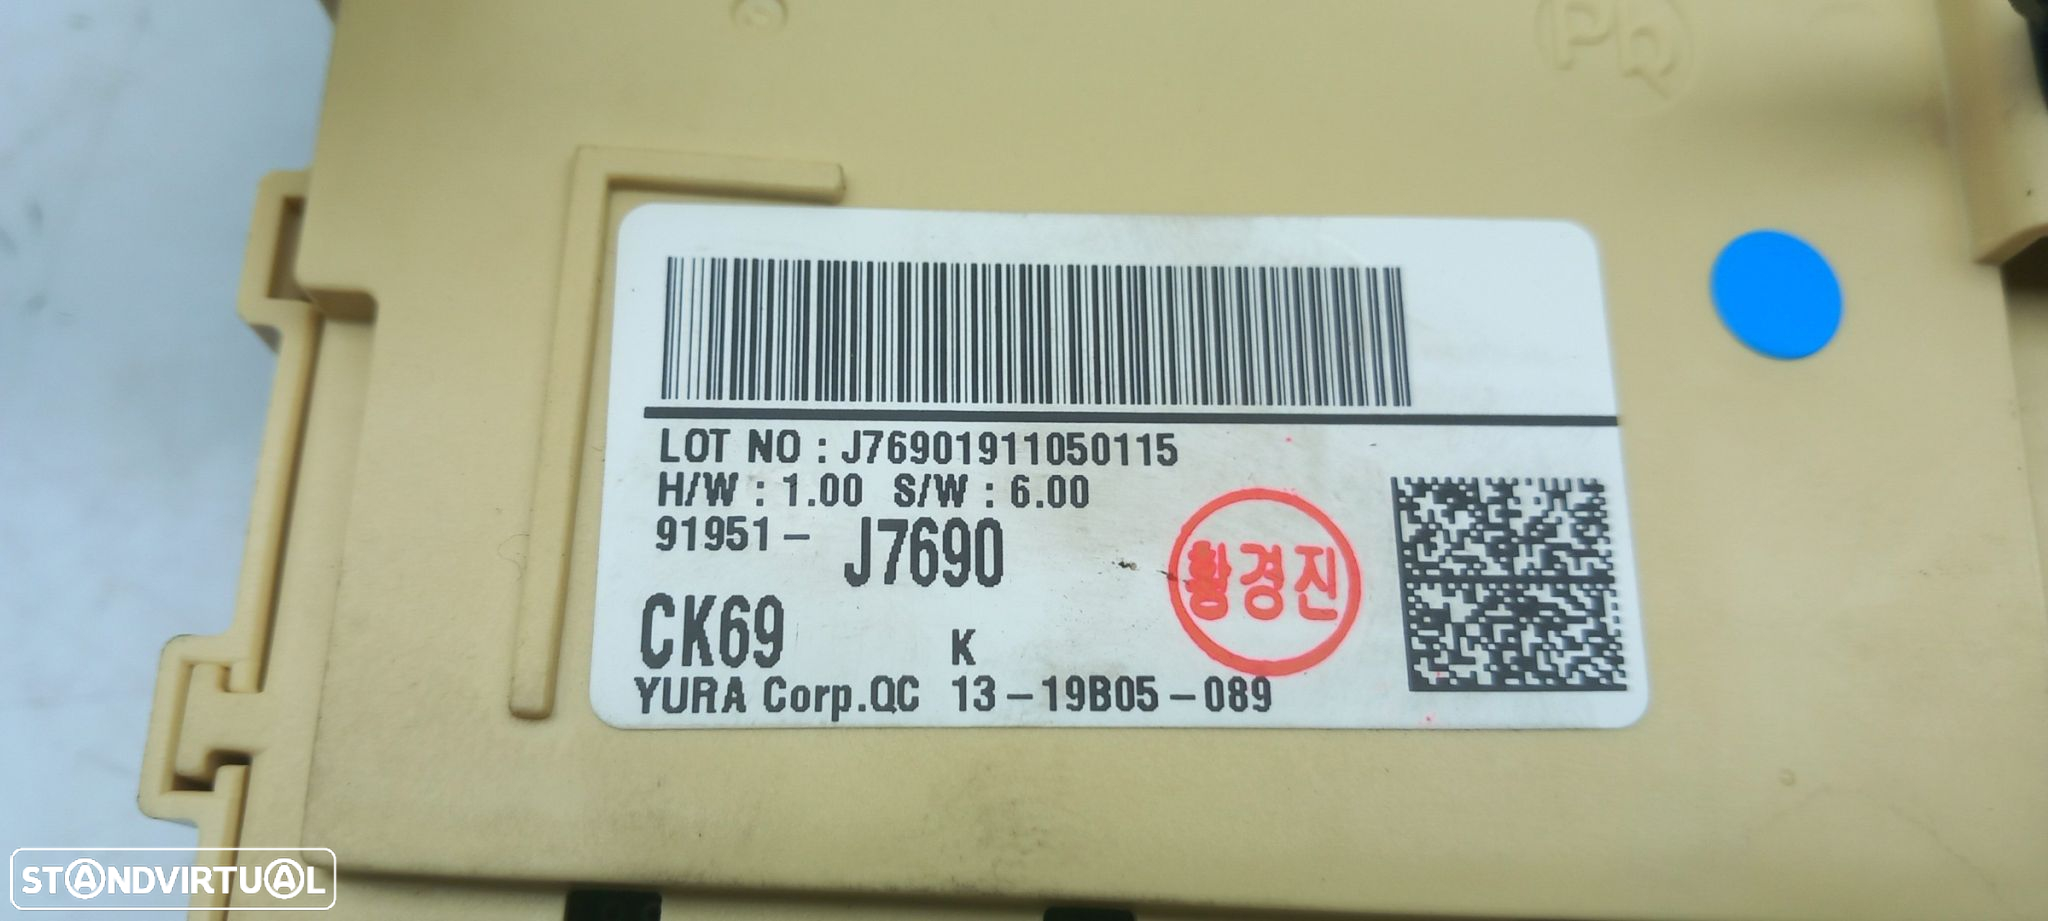 PQ
LOT NO : J76901911050115
H/W : 1.00 S/W : 6.00
91951- J7690
황경진
CK69 K
YURA Corp.QC 13-19B05-089
STANDVIRTUAL